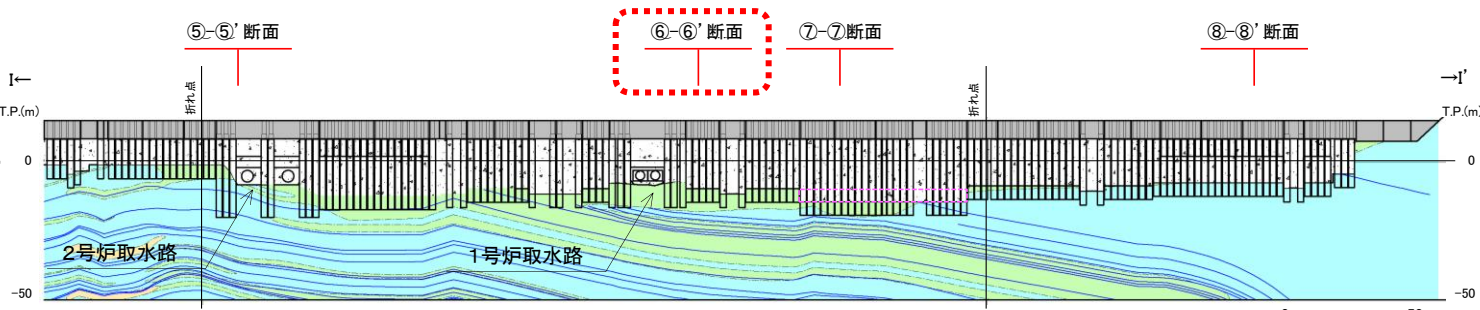 ⑤-⑤’断面
⑥-⑥’断面
⑦-⑦断面
⑧-⑧’断面
I←
→I’
折れ点
折れ点
T.P.(m)
T.P.(m)
0
0
2号炉取水路
1号炉取水路
-50
-50